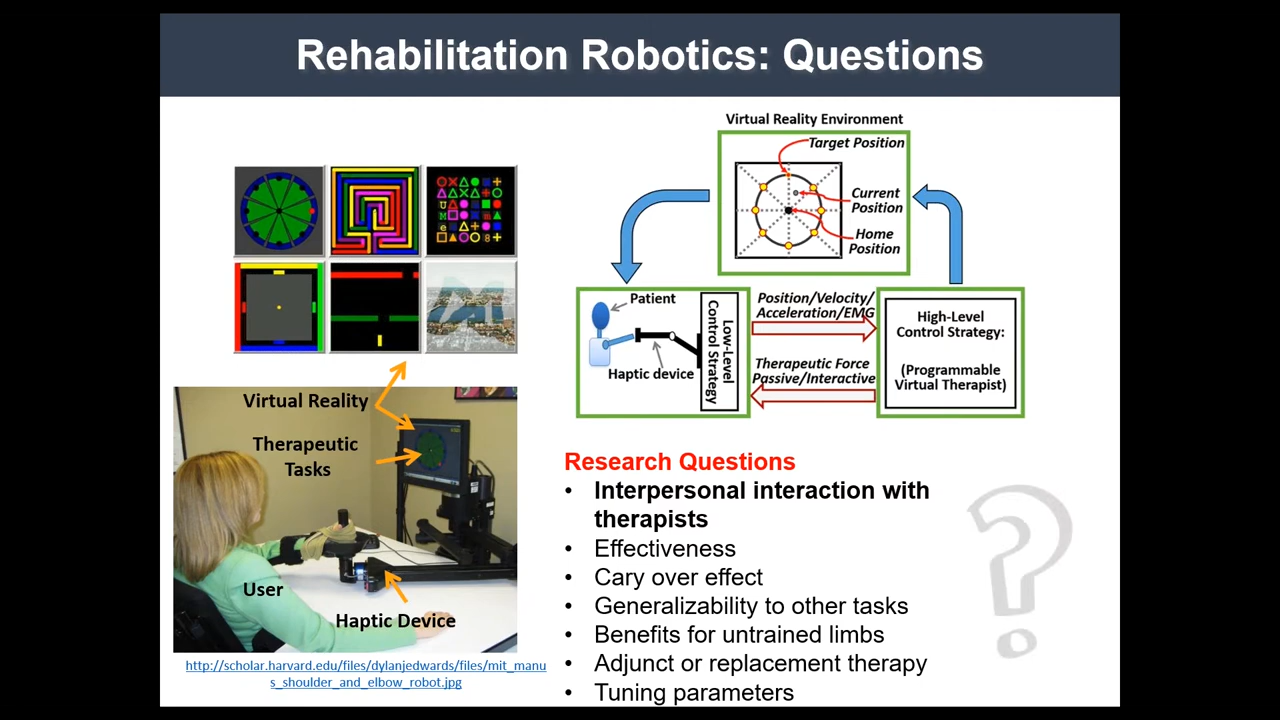 Rehabilitation Robotics: Questions
Virtual Reality
Therapeutic
Tasks
User
Haptic Device
http://scholar.harvard.edu/files/dylanjedwards/files/mit_manu
s_shoulder_and_elbow_robot.jpg
Virtual Reality Environment
Target Position
Current
Position
Home
Position
Patient
Haptic device
Low-Level
Control Strategy
Position/Velocity/
Acceleration/EMG
Therapeutic Force
Passive/Interactive
High-Level
Control Strategy:
(Programmable
Virtual Therapist)
Research Questions
• Interpersonal interaction with
therapists
• Effectiveness
• Cary over effect
• Generalizability to other tasks
• Benefits for untrained limbs
• Adjunct or replacement therapy
• Tuning parameters
?